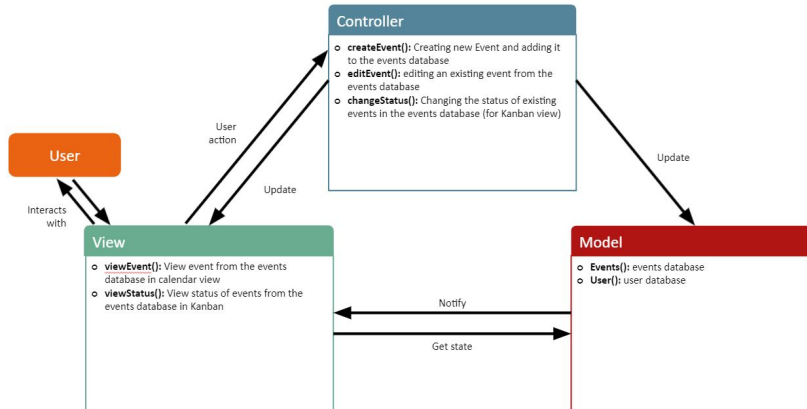 Controller
o createEvent(): Creating new Event and adding it
to the events database
o editEvent(): editing an existing event from the
events database
o changeStatus(): Changing the status of existing
events in the events database (for Kanban view)
User
action
User
Update
Update
Interacts
with
View
o viewEvent(): View event from the events
database in calendar view
o viewStatus(): View status of events from the
events database in Kanban
Model
o Events(): events database
o User(): user database
Notify
Get state